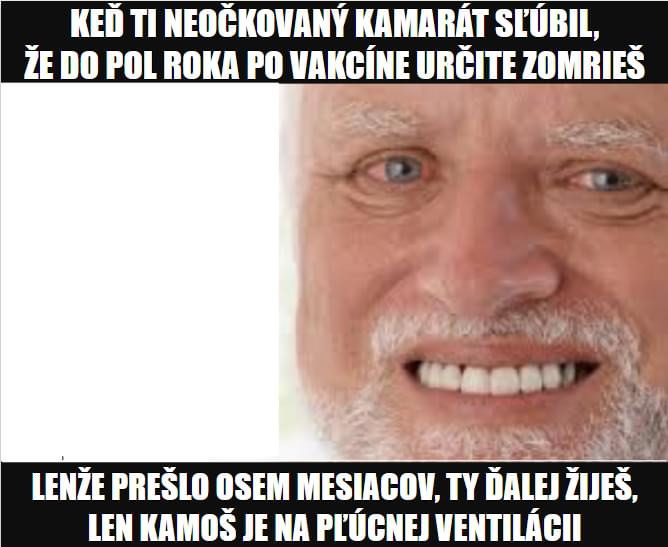 KEĎ TI NEOČKOVANÝ KAMARÁT SĽÚBIL,
ŽE DO POL ROKA PO VAKCÍNE URČITE ZOMRIEŠ
LENŽE PREŠLO OSEM MESIACOV, TY ĎALEJ ŽIJEŠ,
LEN KAMOŠ JE NA PĽÚCNEJ VENTILÁCII